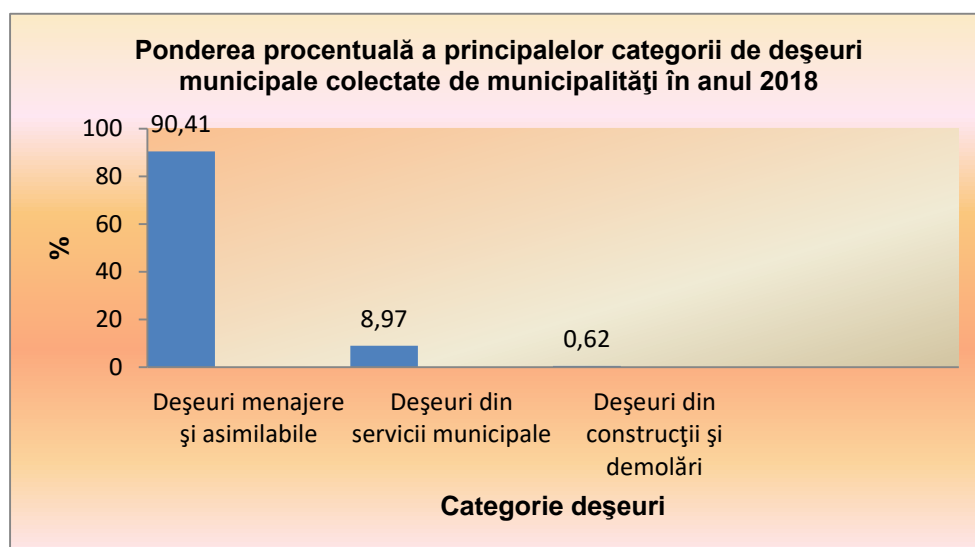 Ponderea procentuală a principalelor categorii de deşeuri
municipale colectate de municipalităţi în anul 2018
100
80
60
40
20
0
%
90,41
8,97
0,62
Deşeuri menajere
şi asimilabile
Deşeuri din
servicii municipale
Deşeuri din
construcţii şi
demolări
Categorie deşeuri